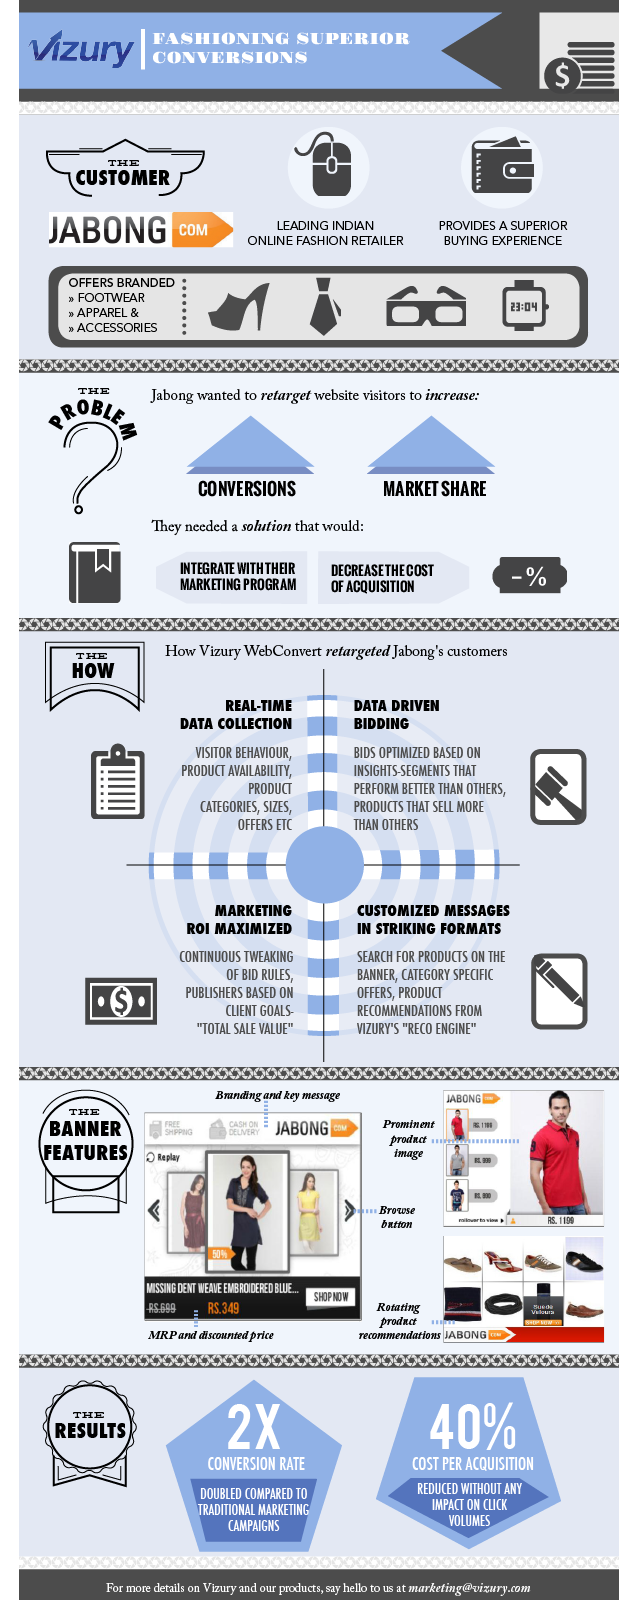 Vizury
FASHIONING SUPERIOR
CONVERSIONS
THE
CUSTOMER
JABONG COM
LEADING INDIAN
ONLINE FASHION RETAILER
PROVIDES A SUPERIOR
BUYING EXPERIENCE
OFFERS BRANDED
» FOOTWEAR
» APPAREL &
» ACCESSORIES
23:04
THE
PROBLEM
Jabong wanted to retarget website visitors to increase:
CONVERSIONS
MARKET SHARE
They needed a solution that would:
INTEGRATE WITH THEIR
MARKETING PROGRAM
DECREASE THE COST
OF ACQUISITION
-%
THE
HOW
How Vizury WebConvert retargeted Jabong's customers
REAL-TIME
DATA COLLECTION
VISITOR BEHAVIOUR,
PRODUCT AVAILABILITY,
PRODUCT
CATEGORIES, SIZES,
OFFERS ETC
DATA DRIVEN
BIDDING
BIDS OPTIMIZED BASED ON
INSIGHTS-SEGMENTS THAT
PERFORM BETTER THAN OTHERS,
PRODUCTS THAT SELL MORE
THAN OTHERS
MARKETING
ROI MAXIMIZED
CONTINUOUS TWEAKING
OF BID RULES,
PUBLISHERS BASED ON
CLIENT GOALS-
"TOTAL SALE VALUE"
CUSTOMIZED MESSAGES
IN STRIKING FORMATS
SEARCH FOR PRODUCTS ON THE
BANNER, CATEGORY SPECIFIC
OFFERS, PRODUCT
RECOMMENDATIONS FROM
VIZURY'S "RECO ENGINE"
THE
BANNER
FEATURES
Branding and key message
FREE
SHIPPING
CASH ON
DELIVERY
JABONG COM
Replay
50%
MISSING DENT WEAVE EMBROIDERED BLUE...
RS.699
RS.349
SHOP NOW
MRP and discounted price
Prominent
product
image
Browse
button
Rotating
product
recommendations
JABONG COM
RS. 1199
RS. 999
RS. 899
rollover to view
RS. 1199
Suede
Velours
SHOP NOW
JABONG COM
THE
RESULTS
2X
CONVERSION RATE
DOUBLED COMPARED TO
TRADITIONAL MARKETING
CAMPAIGNS
40%
COST PER ACQUISITION
REDUCED WITHOUT ANY
IMPACT ON CLICK
VOLUMES
For more details on Vizury and our products, say hello to us at marketing@vizury.com